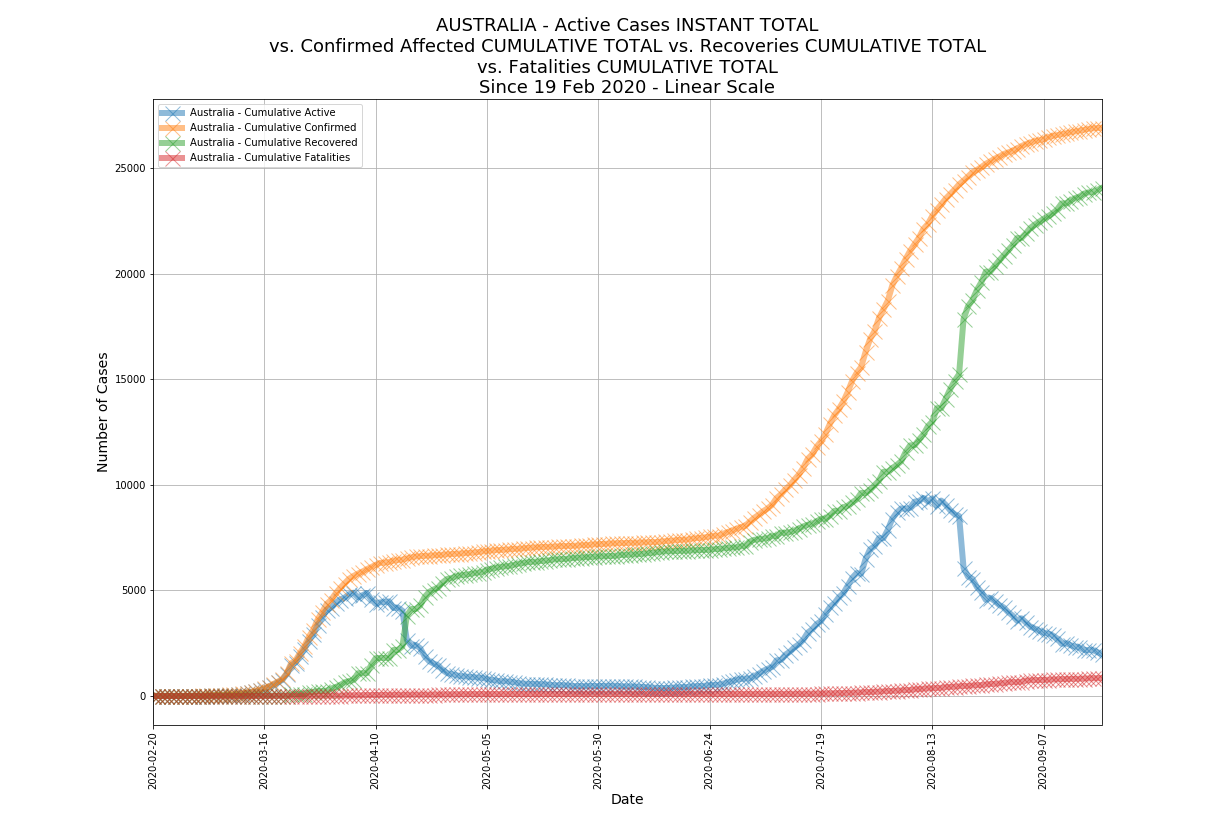 AUSTRALIA - Active Cases INSTANT TOTAL
vs. Confirmed Affected CUMULATIVE TOTAL vs. Recoveries CUMULATIVE TOTAL
vs. Fatalities CUMULATIVE TOTAL
Since 19 Feb 2020 - Linear Scale
Australia - Cumulative Active
Australia - Cumulative Confirmed
Australia - Cumulative Recovered
Australia - Cumulative Fatalities
Number of Cases
25000
20000
15000
10000
5000
0
2020-02-20
2020-03-16
2020-04-10
2020-05-05
2020-05-30
2020-06-24
2020-07-19
2020-08-13
2020-09-07
Date